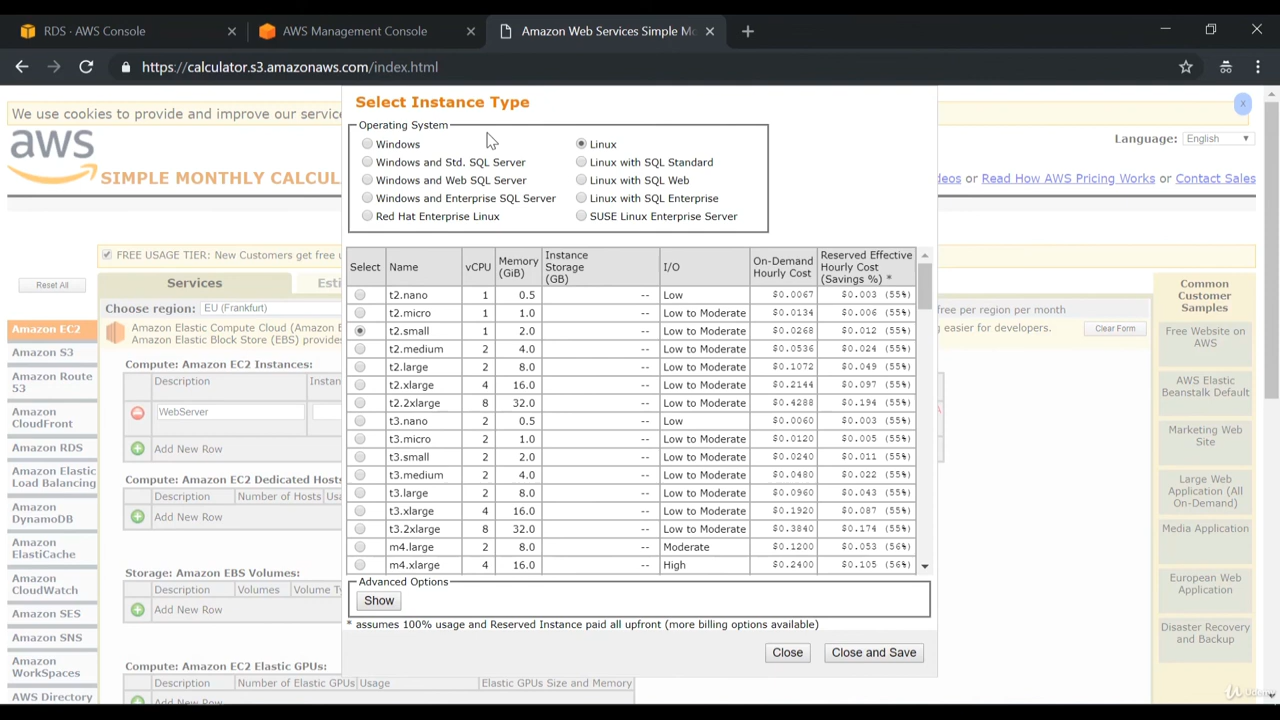 RDS · AWS Console
AWS Management Console
Amazon Web Services Simple Mo
https://calculator.s3.amazonaws.com/index.html
We use cookies to provide and improve our service
x
aws
SIMPLE MONTHLY CALCU
Language: English
deos or Read How AWS Pricing Works or Contact Sales
FREE USAGE TIER: New Customers get free u
free per region per month
Reset All
Services
Esti
Choose region: EU (Frankfurt)
Amazon EC2
Amazon S3
Amazon Route 53
Amazon CloudFront
Amazon RDS
Amazon Elastic Load Balancing
Amazon DynamoDB
Amazon ElastiCache
Amazon CloudWatch
Amazon SES
Amazon SNS
Amazon WorkSpaces
AWS Directory
Amazon Elastic Compute Cloud (Amazon E
Amazon Elastic Block Store (EBS) provides
easier for developers.
Clear Form
Compute: Amazon EC2 Instances:
Description
Instan
WebServer
Add New Row
Compute: Amazon EC2 Dedicated Hosts
Description Number of Hosts Usa
Add New Row
Storage: Amazon EBS Volumes:
Description Volumes Volume Ty
Add New Row
Compute: Amazon EC2 Elastic GPUs:
Description Number of Elastic GPUs Usage Elastic GPUs Size and Memory
Add New Row
Select Instance Type
Operating System
Windows
Linux
Windows and Std. SQL Server
Linux with SQL Standard
Windows and Web SQL Server
Linux with SQL Web
Windows and Enterprise SQL Server
Linux with SQL Enterprise
Red Hat Enterprise Linux
SUSE Linux Enterprise Server
Select Name vCPU Memory (GiB) Instance Storage (GB) I/O On-Demand Hourly Cost Reserved Effective Hourly Cost (Savings %) *
t2.nano 1 0.5 -- Low $0.0067 $0.003 (55%)
t2.micro 1 1.0 -- Low to Moderate $0.0134 $0.006 (55%)
t2.small 1 2.0 -- Low to Moderate $0.0268 $0.012 (55%)
t2.medium 2 4.0 -- Low to Moderate $0.0536 $0.024 (55%)
t2.large 2 8.0 -- Low to Moderate $0.1072 $0.049 (55%)
t2.xlarge 4 16.0 -- Low to Moderate $0.2144 $0.097 (55%)
t2.2xlarge 8 32.0 -- Low to Moderate $0.4288 $0.194 (55%)
t3.nano 2 0.5 -- Low $0.0060 $0.003 (55%)
t3.micro 2 1.0 -- Low to Moderate $0.0120 $0.005 (55%)
t3.small 2 2.0 -- Low to Moderate $0.0240 $0.011 (55%)
t3.medium 2 4.0 -- Low to Moderate $0.0480 $0.022 (55%)
t3.large 2 8.0 -- Low to Moderate $0.0960 $0.043 (55%)
t3.xlarge 4 16.0 -- Low to Moderate $0.1920 $0.087 (55%)
t3.2xlarge 8 32.0 -- Low to Moderate $0.3840 $0.174 (55%)
m4.large 2 8.0 -- Moderate $0.1200 $0.053 (56%)
m4.xlarge 4 16.0 -- High $0.2400 $0.105 (56%)
Advanced Options
Show
* assumes 100% usage and Reserved Instance paid all upfront (more billing options available)
Close
Close and Save
Common Customer Samples
Free Website on AWS
AWS Elastic Beanstalk Default
Marketing Web Site
Large Web Application (All On-Demand)
Media Application
European Web Application
Disaster Recovery and Backup
Udemy